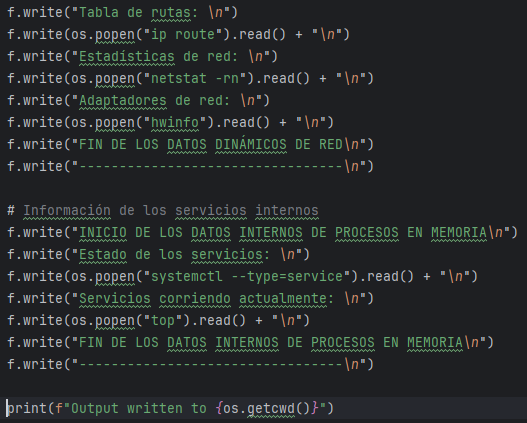 f.write("Tabla de rutas: \n")
f.write(os.popen("ip route").read() + "\n")
f.write("Estadísticas de red: \n")
f.write(os.popen("netstat -rn").read() + "\n")
f.write("Adaptadores de red: \n")
f.write(os.popen("hwinfo").read() + "\n")
f.write("FIN DE LOS DATOS DINÁMICOS DE RED\n")
f.write("--------------------------------\n")

# Información de los servicios internos
f.write("INICIO DE LOS DATOS INTERNOS DE PROCESOS EN MEMORIA\n")
f.write("Estado de los servicios: \n")
f.write(os.popen("systemctl --type=service").read() + "\n")
f.write("Servicios corriendo actualmente: \n")
f.write(os.popen("top").read() + "\n")
f.write("FIN DE LOS DATOS INTERNOS DE PROCESOS EN MEMORIA\n")
f.write("--------------------------------\n")

print(f"Output written to {os.getcwd()}")